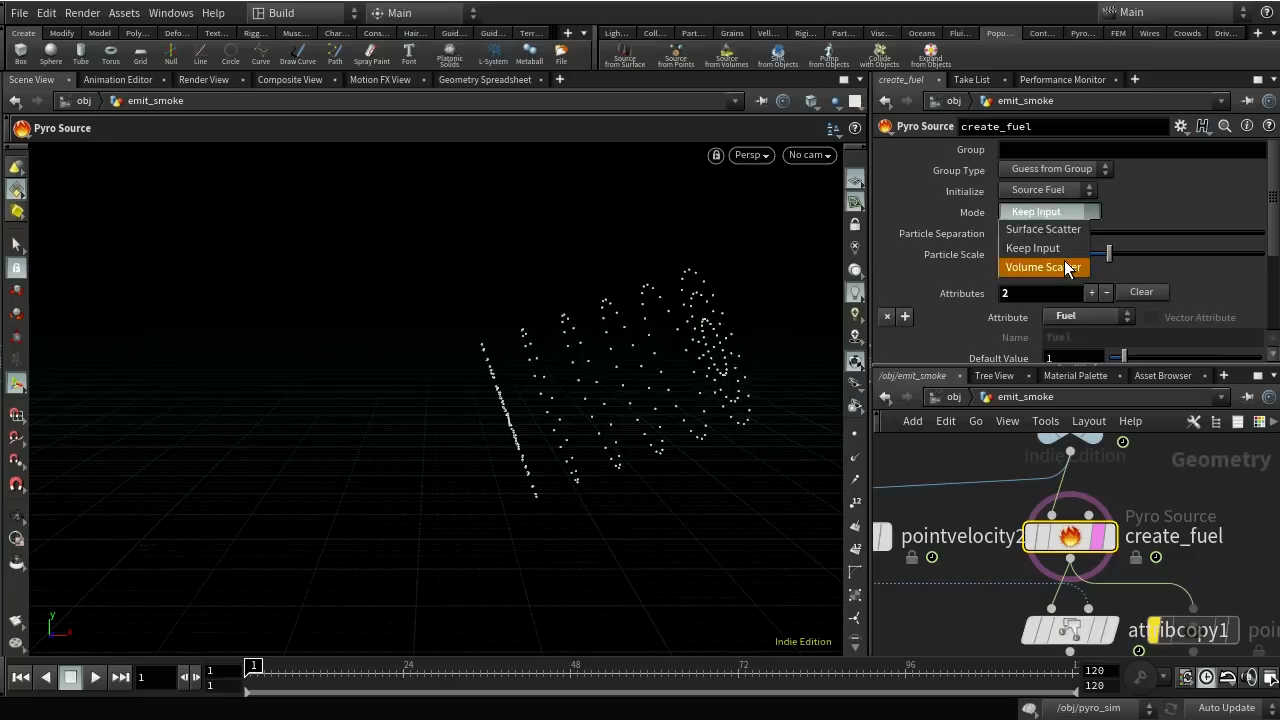 File Edit Render Assets Windows Help Build Main Main
Create Modify Model Poly... Defo... Text... Rigg... Musc... Char... Cons... Hair... Guid... Guid... Terr...
Ligh... Coll... Part... Grains Vell... Rigi... Part... Visc... Oceans Flui... Popu... Cont... Pyro... FEM Wires Crowds Driv...
Box Sphere Tube Torus Grid Null Line Circle Curve Draw Curve Path Spray Paint Font Platonic Solids L-System Metaball File
Source from Surface Source from Points Source from Volumes Sink from Objects Pump from Objects Collide with Objects Expand from Objects
Scene View Animation Editor Render View Composite View Motion FX View Geometry Spreadsheet
create_fuel Take List Performance Monitor
obj emit_smoke
obj emit_smoke
Pyro Source
Pyro Source create_fuel
Persp No cam
Group
Group Type Guess from Group
Initialize Source Fuel
Mode Keep Input
Surface Scatter
Keep Input
Particle Separation
Particle Scale
Attributes 2 + - Clear
Attribute Fuel Vector Attribute
Name fuel
Default Value 1
/obj/emit_smoke Tree View Material Palette Asset Browser
obj emit_smoke
Add Edit Go View Tools Layout Help
Indie Edition Geometry
Pyro Source
pointvelocity2 create_fuel
attribcopy1
y
x
Indie Edition
1 1 1 24 48 72 96 1 120
1 120
/obj/pyro_sim Auto Update